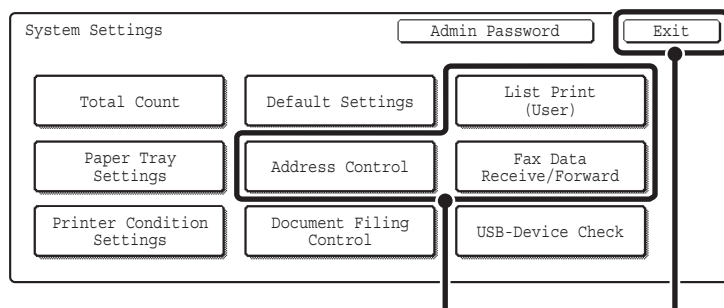 System Settings
Admin Password
Exit
Total Count
Default Settings
List Print
(User)
Paper Tray
Settings
Address Control
Fax Data
Receive/Forward
Printer Condition
Settings
Document Filing
Control
USB-Device Check